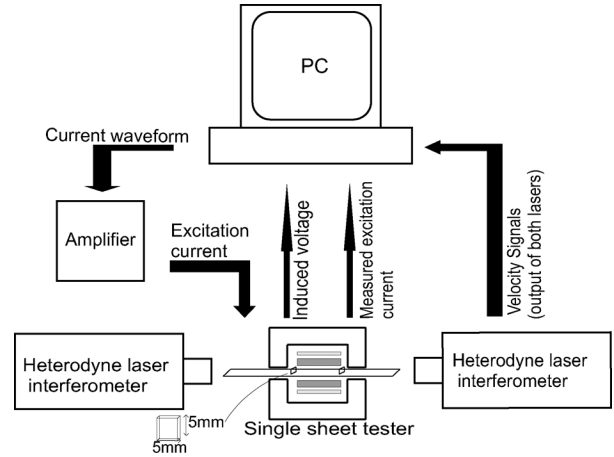 PC
Current waveform
Amplifier
Excitation
current
Induced voltage
Measured excitation
current
Velocity Signals
(output of both lasers)
Heterodyne laser
interferometer
Heterodyne laser
interferometer
5mm
5mm
Single sheet tester